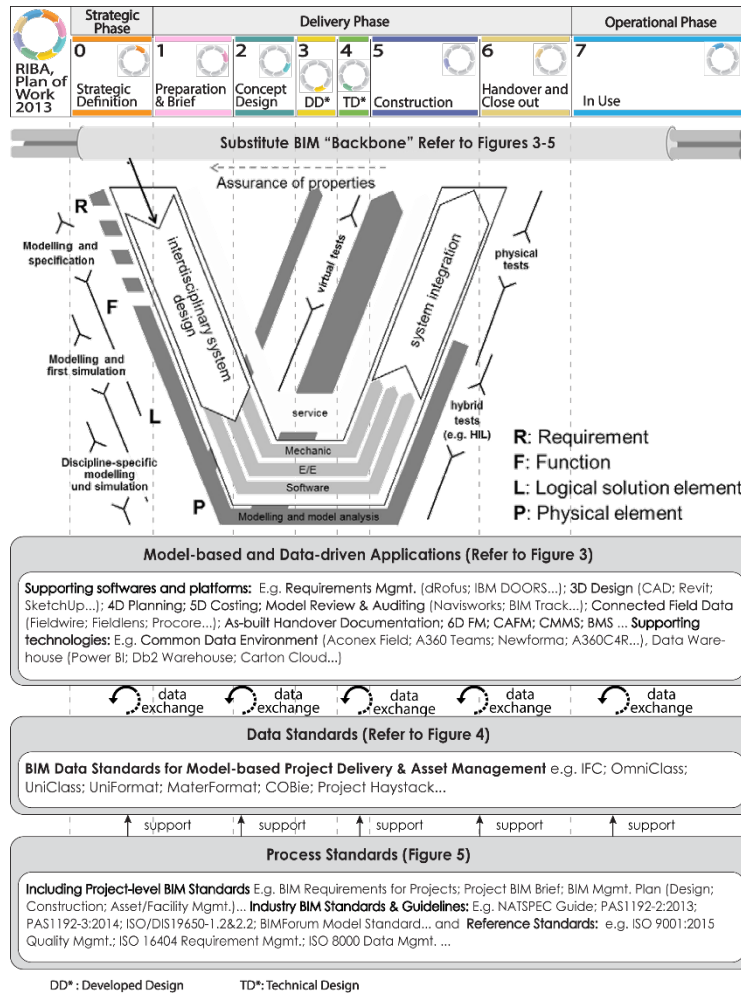 Strategic Phase
Delivery Phase
Operational Phase
RIBA, Plan of Work 2013
0
Strategic Definition
1
Preparation & Brief
2
Concept Design
3
DD*
4
TD*
5
Construction
6
Handover and Close out
7
In Use
Substitute BIM “Backbone” Refer to Figures 3-5
Assurance of properties
R
Modelling and specification
F
Modelling and first simulation
L
Discipline-specific modelling und simulation
P
interdisciplinary system design
virtual tests
system integration
physical tests
hybrid tests (e.g. HIL)
service
Mechanic
E/E
Software
Modelling and model analysis
R: Requirement
F: Function
L: Logical solution element
P: Physical element
Model-based and Data-driven Applications (Refer to Figure 3)
Supporting softwares and platforms: E.g. Requirements Mgmt. (dRofus; IBM DOORS...); 3D Design (CAD; Revit;
SketchUp...); 4D Planning; 5D Costing; Model Review & Auditing (Navisworks; BIM Track...); Connected Field Data
(Fieldwire; Fieldlens; Procore...); As-built Handover Documentation; 6D FM; CAFM; CMMS; BMS ... Supporting
technologies: E.g. Common Data Environment (Aconex Field; A360 Teams; Newforma; A360C4R...), Data Ware-
house (Power BI; Db2 Warehouse; Carton Cloud...)
data exchange
data exchange
data exchange
data exchange
data exchange
Data Standards (Refer to Figure 4)
BIM Data Standards for Model-based Project Delivery & Asset Management e.g. IFC; OmniClass;
UniClass; UniFormat; MaterFormat; COBie; Project Haystack...
support
support
support
support
support
Process Standards (Figure 5)
Including Project-level BIM Standards E.g. BIM Requirements for Projects; Project BIM Brief; BIM Mgmt. Plan (Design;
Construction; Asset/Facility Mgmt.)... Industry BIM Standards & Guidelines: E.g. NATSPEC Guide; PAS1192-2:2013;
PAS1192-3:2014; ISO/DIS19650-1.2&2.2; BIMForum Model Standard... and Reference Standards: e.g. ISO 9001:2015
Quality Mgmt.; ISO 16404 Requirement Mgmt.; ISO 8000 Data Mgmt. ...
DD* : Developed Design
TD*: Technical Design